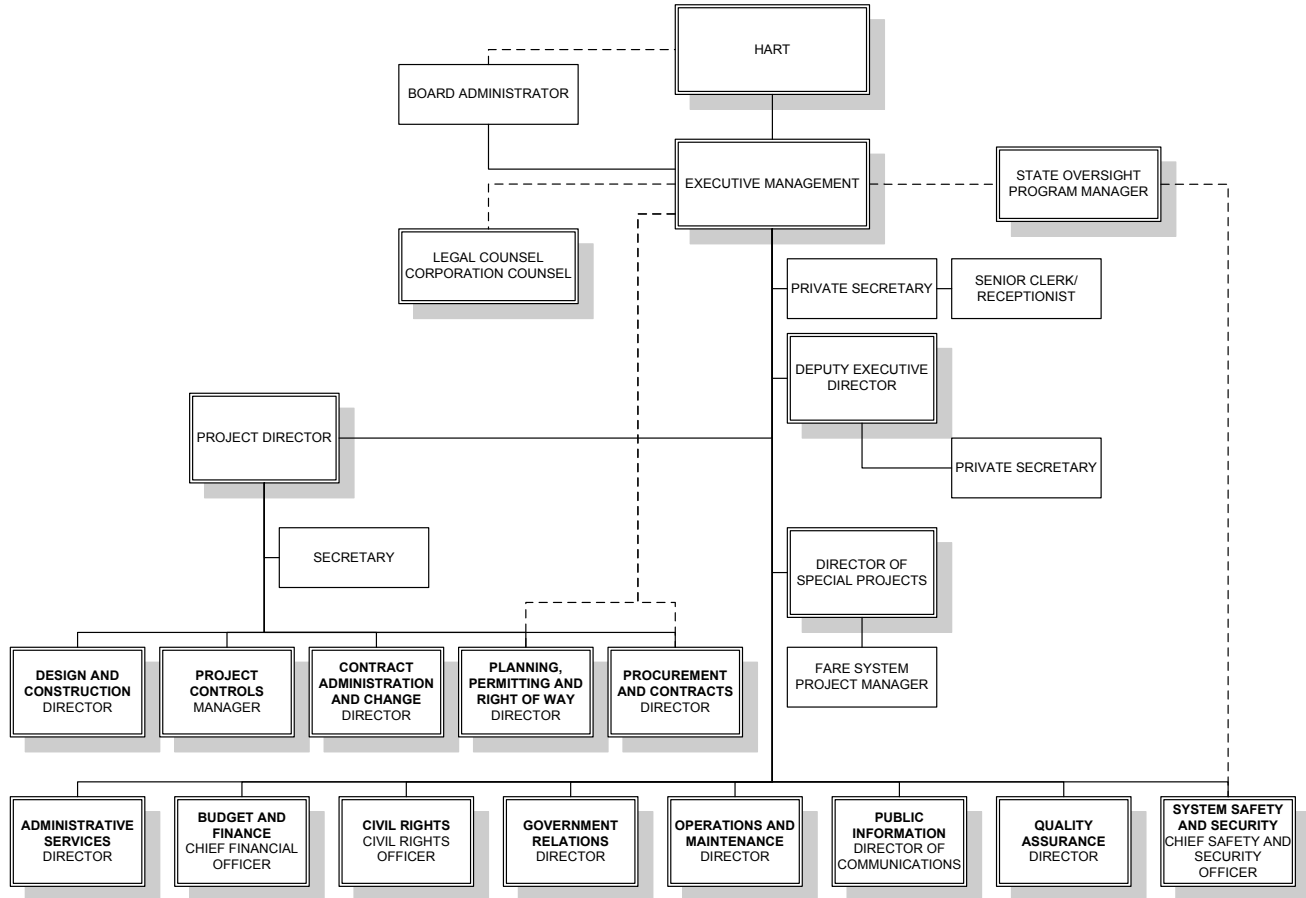 HART
BOARD ADMINISTRATOR
EXECUTIVE MANAGEMENT
STATE OVERSIGHT
PROGRAM MANAGER
LEGAL COUNSEL
CORPORATION COUNSEL
PRIVATE SECRETARY
SENIOR CLERK/
RECEPTIONIST
DEPUTY EXECUTIVE
DIRECTOR
PROJECT DIRECTOR
PRIVATE SECRETARY
SECRETARY
DIRECTOR OF
SPECIAL PROJECTS
FARE SYSTEM
PROJECT MANAGER
DESIGN AND
CONSTRUCTION
DIRECTOR
PROJECT
CONTROLS
MANAGER
CONTRACT
ADMINISTRATION
AND CHANGE
DIRECTOR
PLANNING,
PERMITTING AND
RIGHT OF WAY
DIRECTOR
PROCUREMENT
AND CONTRACTS
DIRECTOR
ADMINISTRATIVE
SERVICES
DIRECTOR
BUDGET AND
FINANCE
CHIEF FINANCIAL
OFFICER
CIVIL RIGHTS
CIVIL RIGHTS
OFFICER
GOVERNMENT
RELATIONS
DIRECTOR
OPERATIONS AND
MAINTENANCE
DIRECTOR
PUBLIC
INFORMATION
DIRECTOR OF
COMMUNICATIONS
QUALITY
ASSURANCE
DIRECTOR
SYSTEM SAFETY
AND SECURITY
CHIEF SAFETY AND
SECURITY
OFFICER